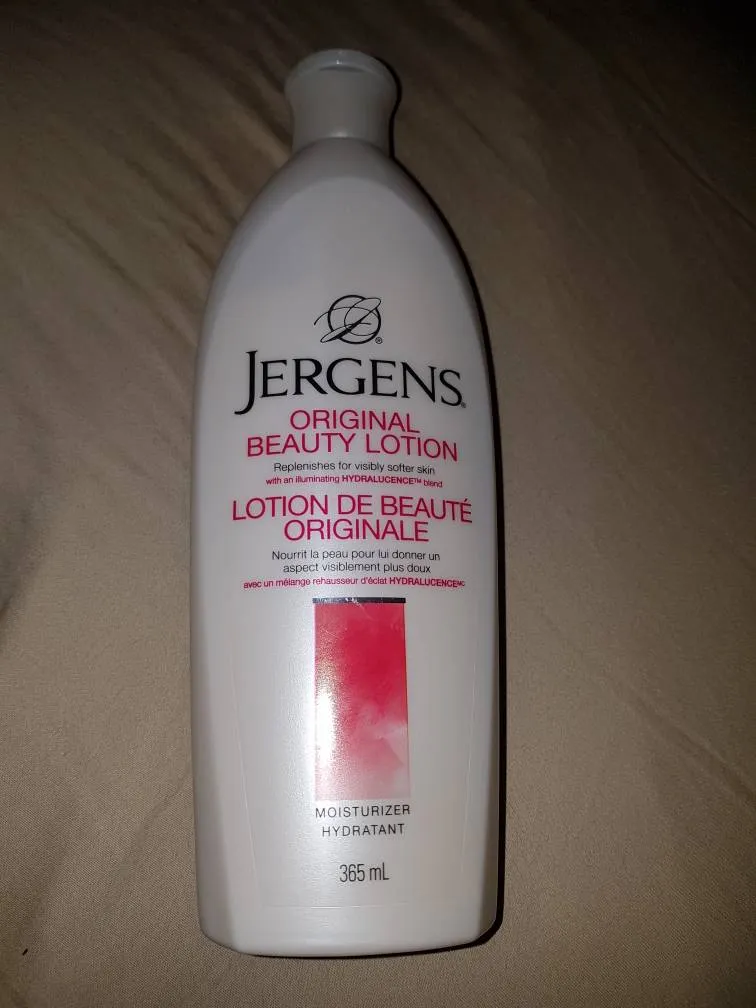 JERGENS®
ORIGINAL
BEAUTY LOTION
Replenishes for visibly softer skin
with an illuminating HYDRALUCENCE™ blend
LOTION DE BEAUTÉ
ORIGINALE
Nourrit la peau pour lui donner un
aspect visiblement plus doux
avec un mélange rehausseur d'éclat HYDRALUCENCEᴹᶜ
MOISTURIZER
HYDRATANT
365 mL